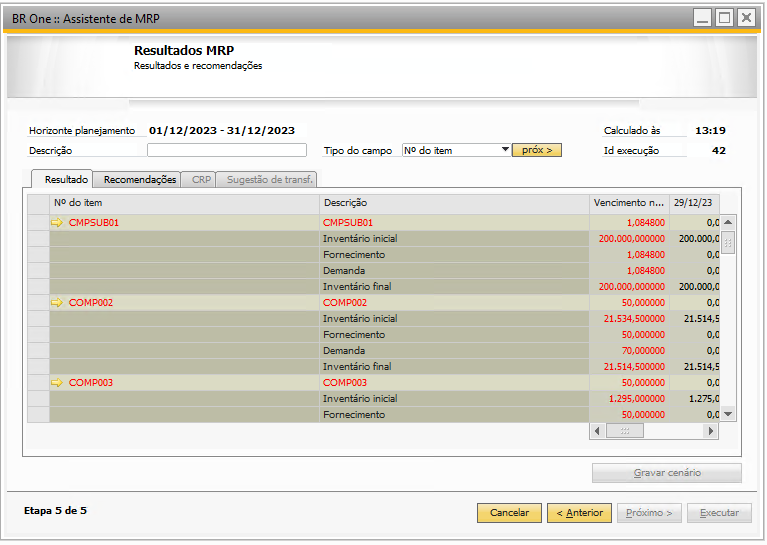 BR One :: Assistente de MRP
Resultados MRP
Resultados e recomendações
Horizonte planejamento 01/12/2023 - 31/12/2023 Calculado às 13:19
Descrição Tipo do campo Nº do item próx > Id execução 42
Resultado Recomendações CRP Sugestão de transf.
Nº do item Descrição Vencimento n... 29/12/23
CMPSUB01 CMPSUB01 1,084800 0,0
Inventário inicial 200.000,000000 200.000,0
Fornecimento 1,084800 0,0
Demanda 1,084800 0,0
Inventário final 200.000,000000 200.000,0
COMP002 COMP002 50,000000 0,0
Inventário inicial 21.534,500000 21.514,5
Fornecimento 50,000000 0,0
Demanda 70,000000 0,0
Inventário final 21.514,500000 21.514,5
COMP003 COMP003 50,000000 0,0
Inventário inicial 1.295,000000 1.275,0
Fornecimento 50,000000 0,0
Gravar cenário
Etapa 5 de 5 Cancelar < Anterior Próximo > Executar